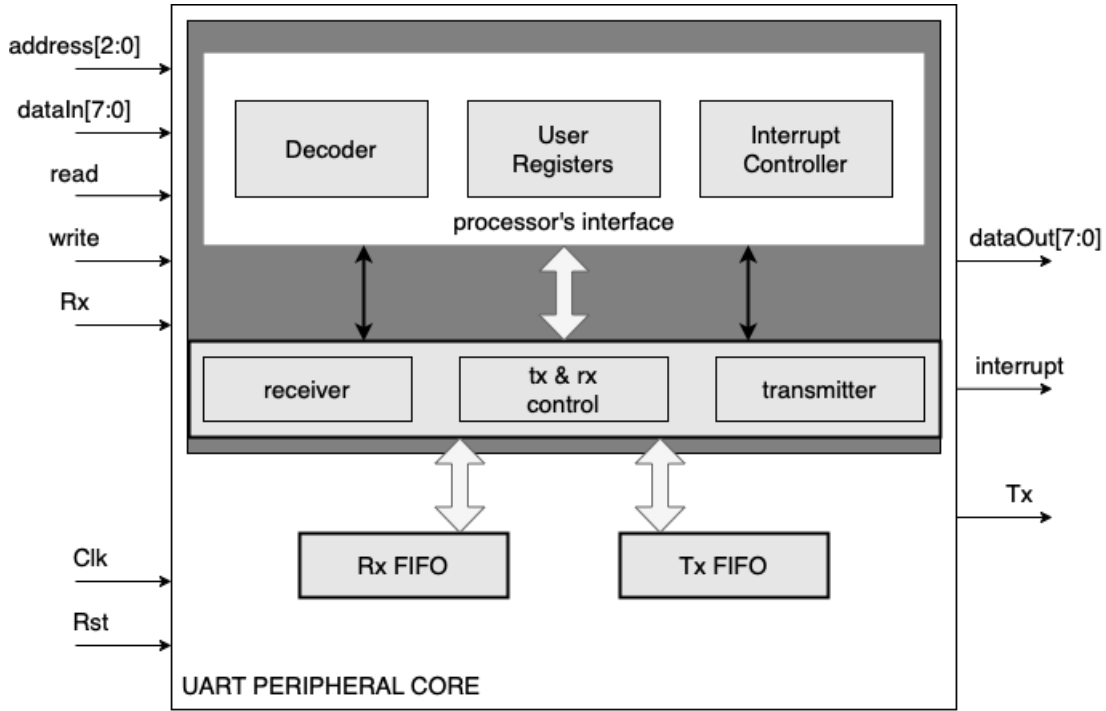 address[2:0]
dataIn[7:0]
read
write
Rx
Clk
Rst
Decoder
User
Registers
Interrupt
Controller
processor's interface
receiver
tx & rx
control
transmitter
Rx FIFO
Tx FIFO
UART PERIPHERAL CORE
dataOut[7:0]
interrupt
Tx